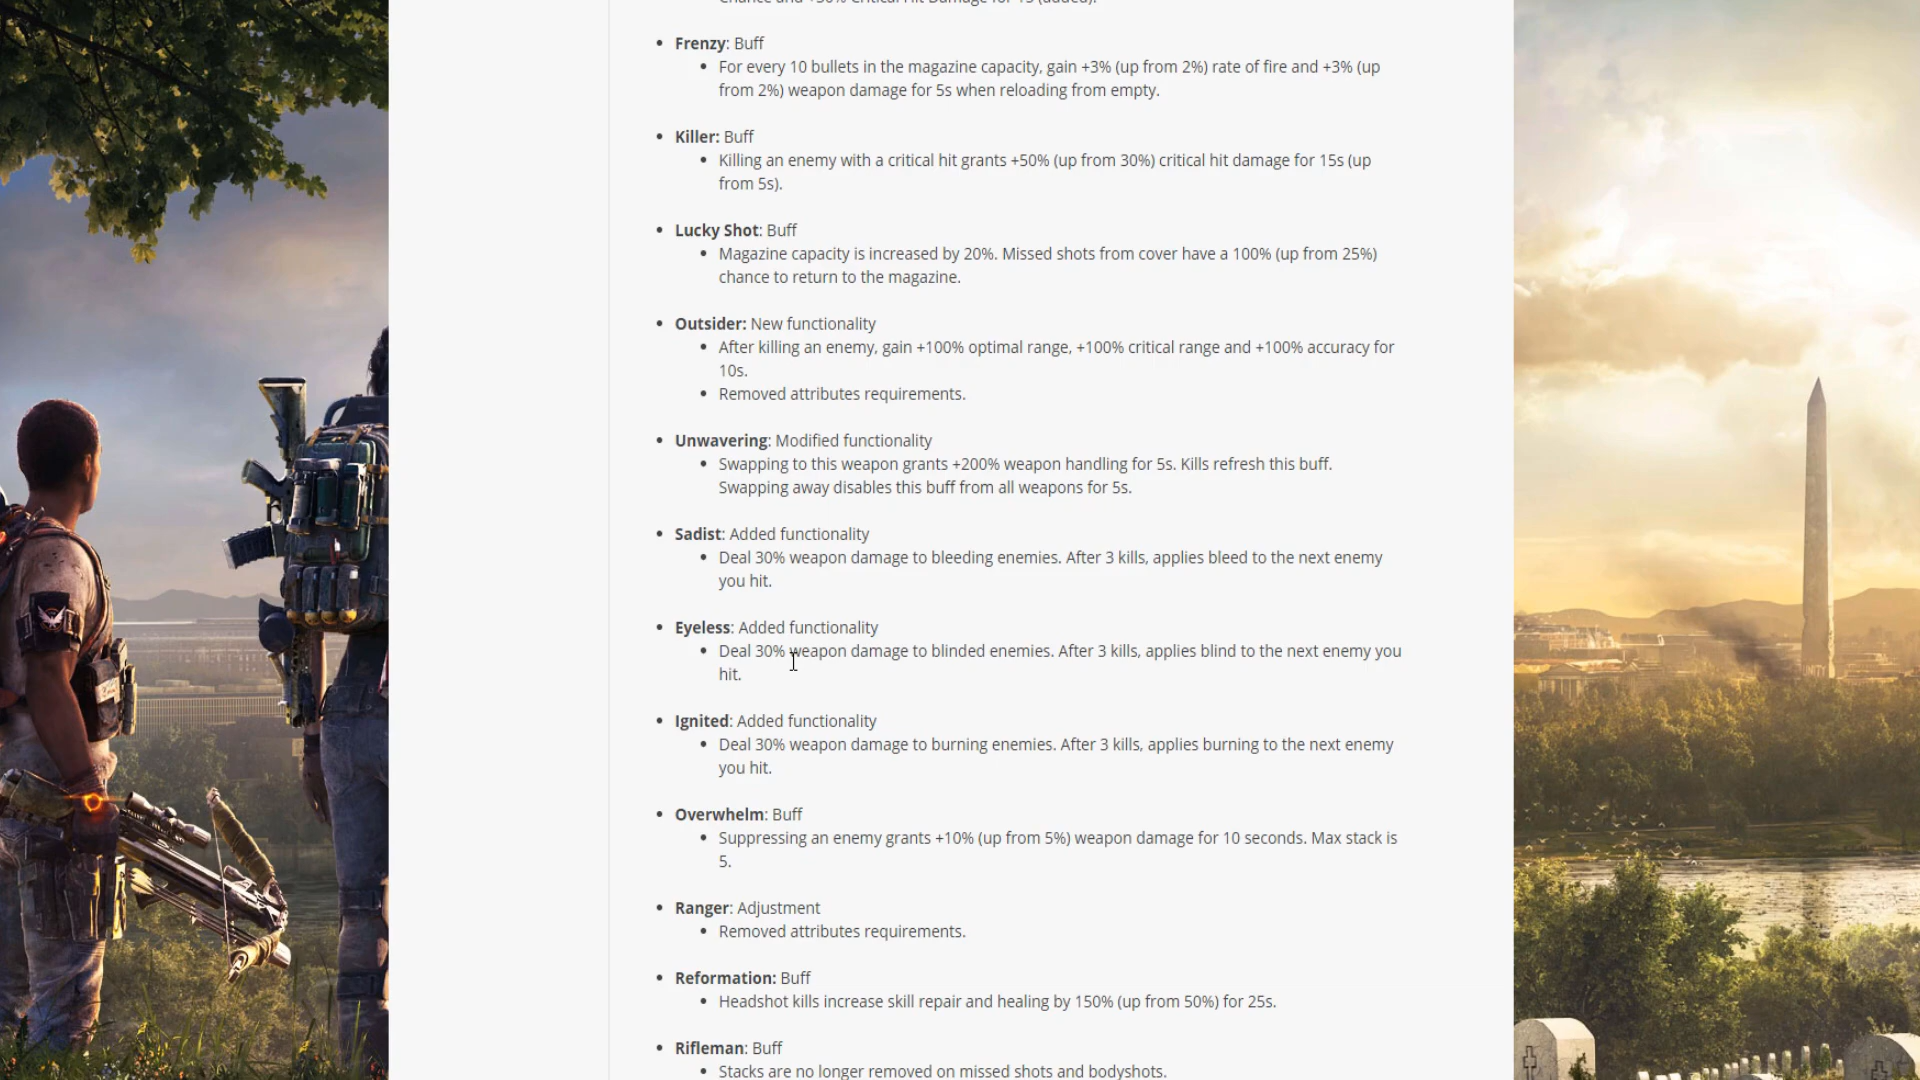 Chance and +50% Critical Hit Damage for 1s (added).
• Frenzy: Buff
• For every 10 bullets in the magazine capacity, gain +3% (up from 2%) rate of fire and +3% (up
from 2%) weapon damage for 5s when reloading from empty.
• Killer: Buff
• Killing an enemy with a critical hit grants +50% (up from 30%) critical hit damage for 15s (up
from 5s).
• Lucky Shot: Buff
• Magazine capacity is increased by 20%. Missed shots from cover have a 100% (up from 25%)
chance to return to the magazine.
• Outsider: New functionality
• After killing an enemy, gain +100% optimal range, +100% critical range and +100% accuracy for
10s.
• Removed attributes requirements.
• Unwavering: Modified functionality
• Swapping to this weapon grants +200% weapon handling for 5s. Kills refresh this buff.
Swapping away disables this buff from all weapons for 5s.
• Sadist: Added functionality
• Deal 30% weapon damage to bleeding enemies. After 3 kills, applies bleed to the next enemy
you hit.
• Eyeless: Added functionality
• Deal 30% weapon damage to blinded enemies. After 3 kills, applies blind to the next enemy you
hit.
• Ignited: Added functionality
• Deal 30% weapon damage to burning enemies. After 3 kills, applies burning to the next enemy
you hit.
• Overwhelm: Buff
• Suppressing an enemy grants +10% (up from 5%) weapon damage for 10 seconds. Max stack is
5.
• Ranger: Adjustment
• Removed attributes requirements.
• Reformation: Buff
• Headshot kills increase skill repair and healing by 150% (up from 50%) for 25s.
• Rifleman: Buff
• Stacks are no longer removed on missed shots and bodyshots.